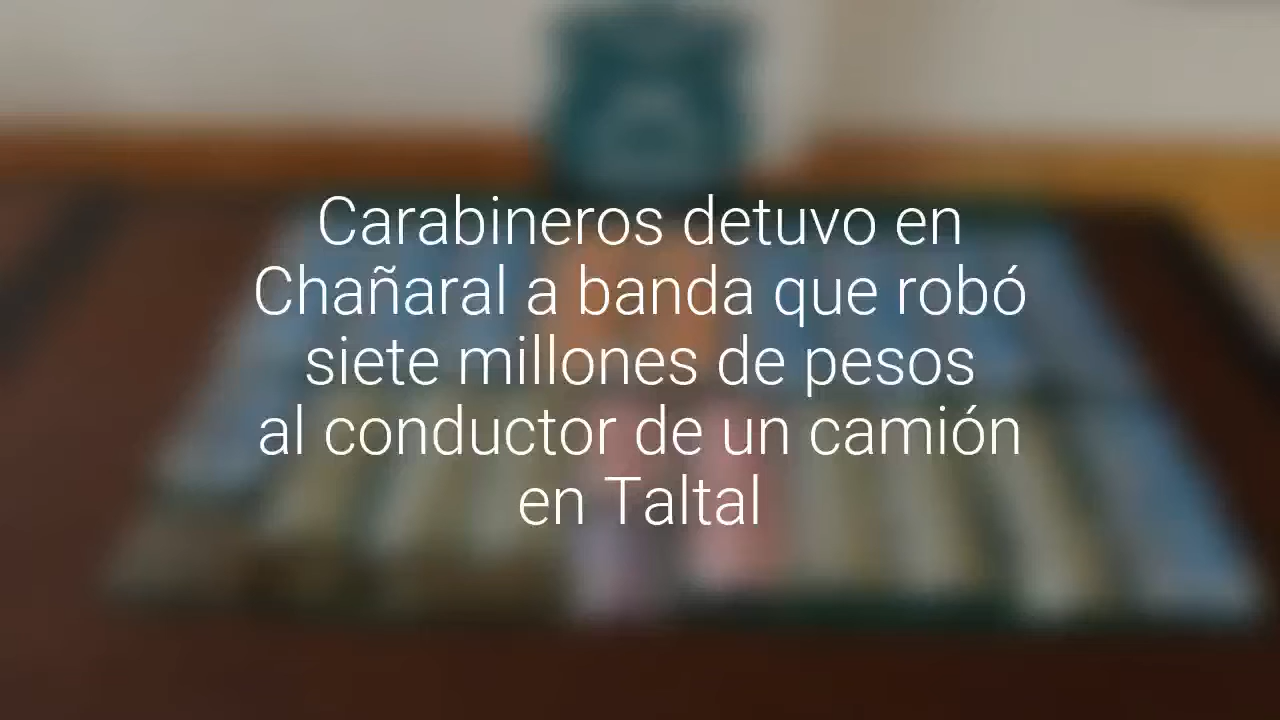 Carabineros detuvo en
Chañaral a banda que robó
siete millones de pesos
al conductor de un camión
en Taltal